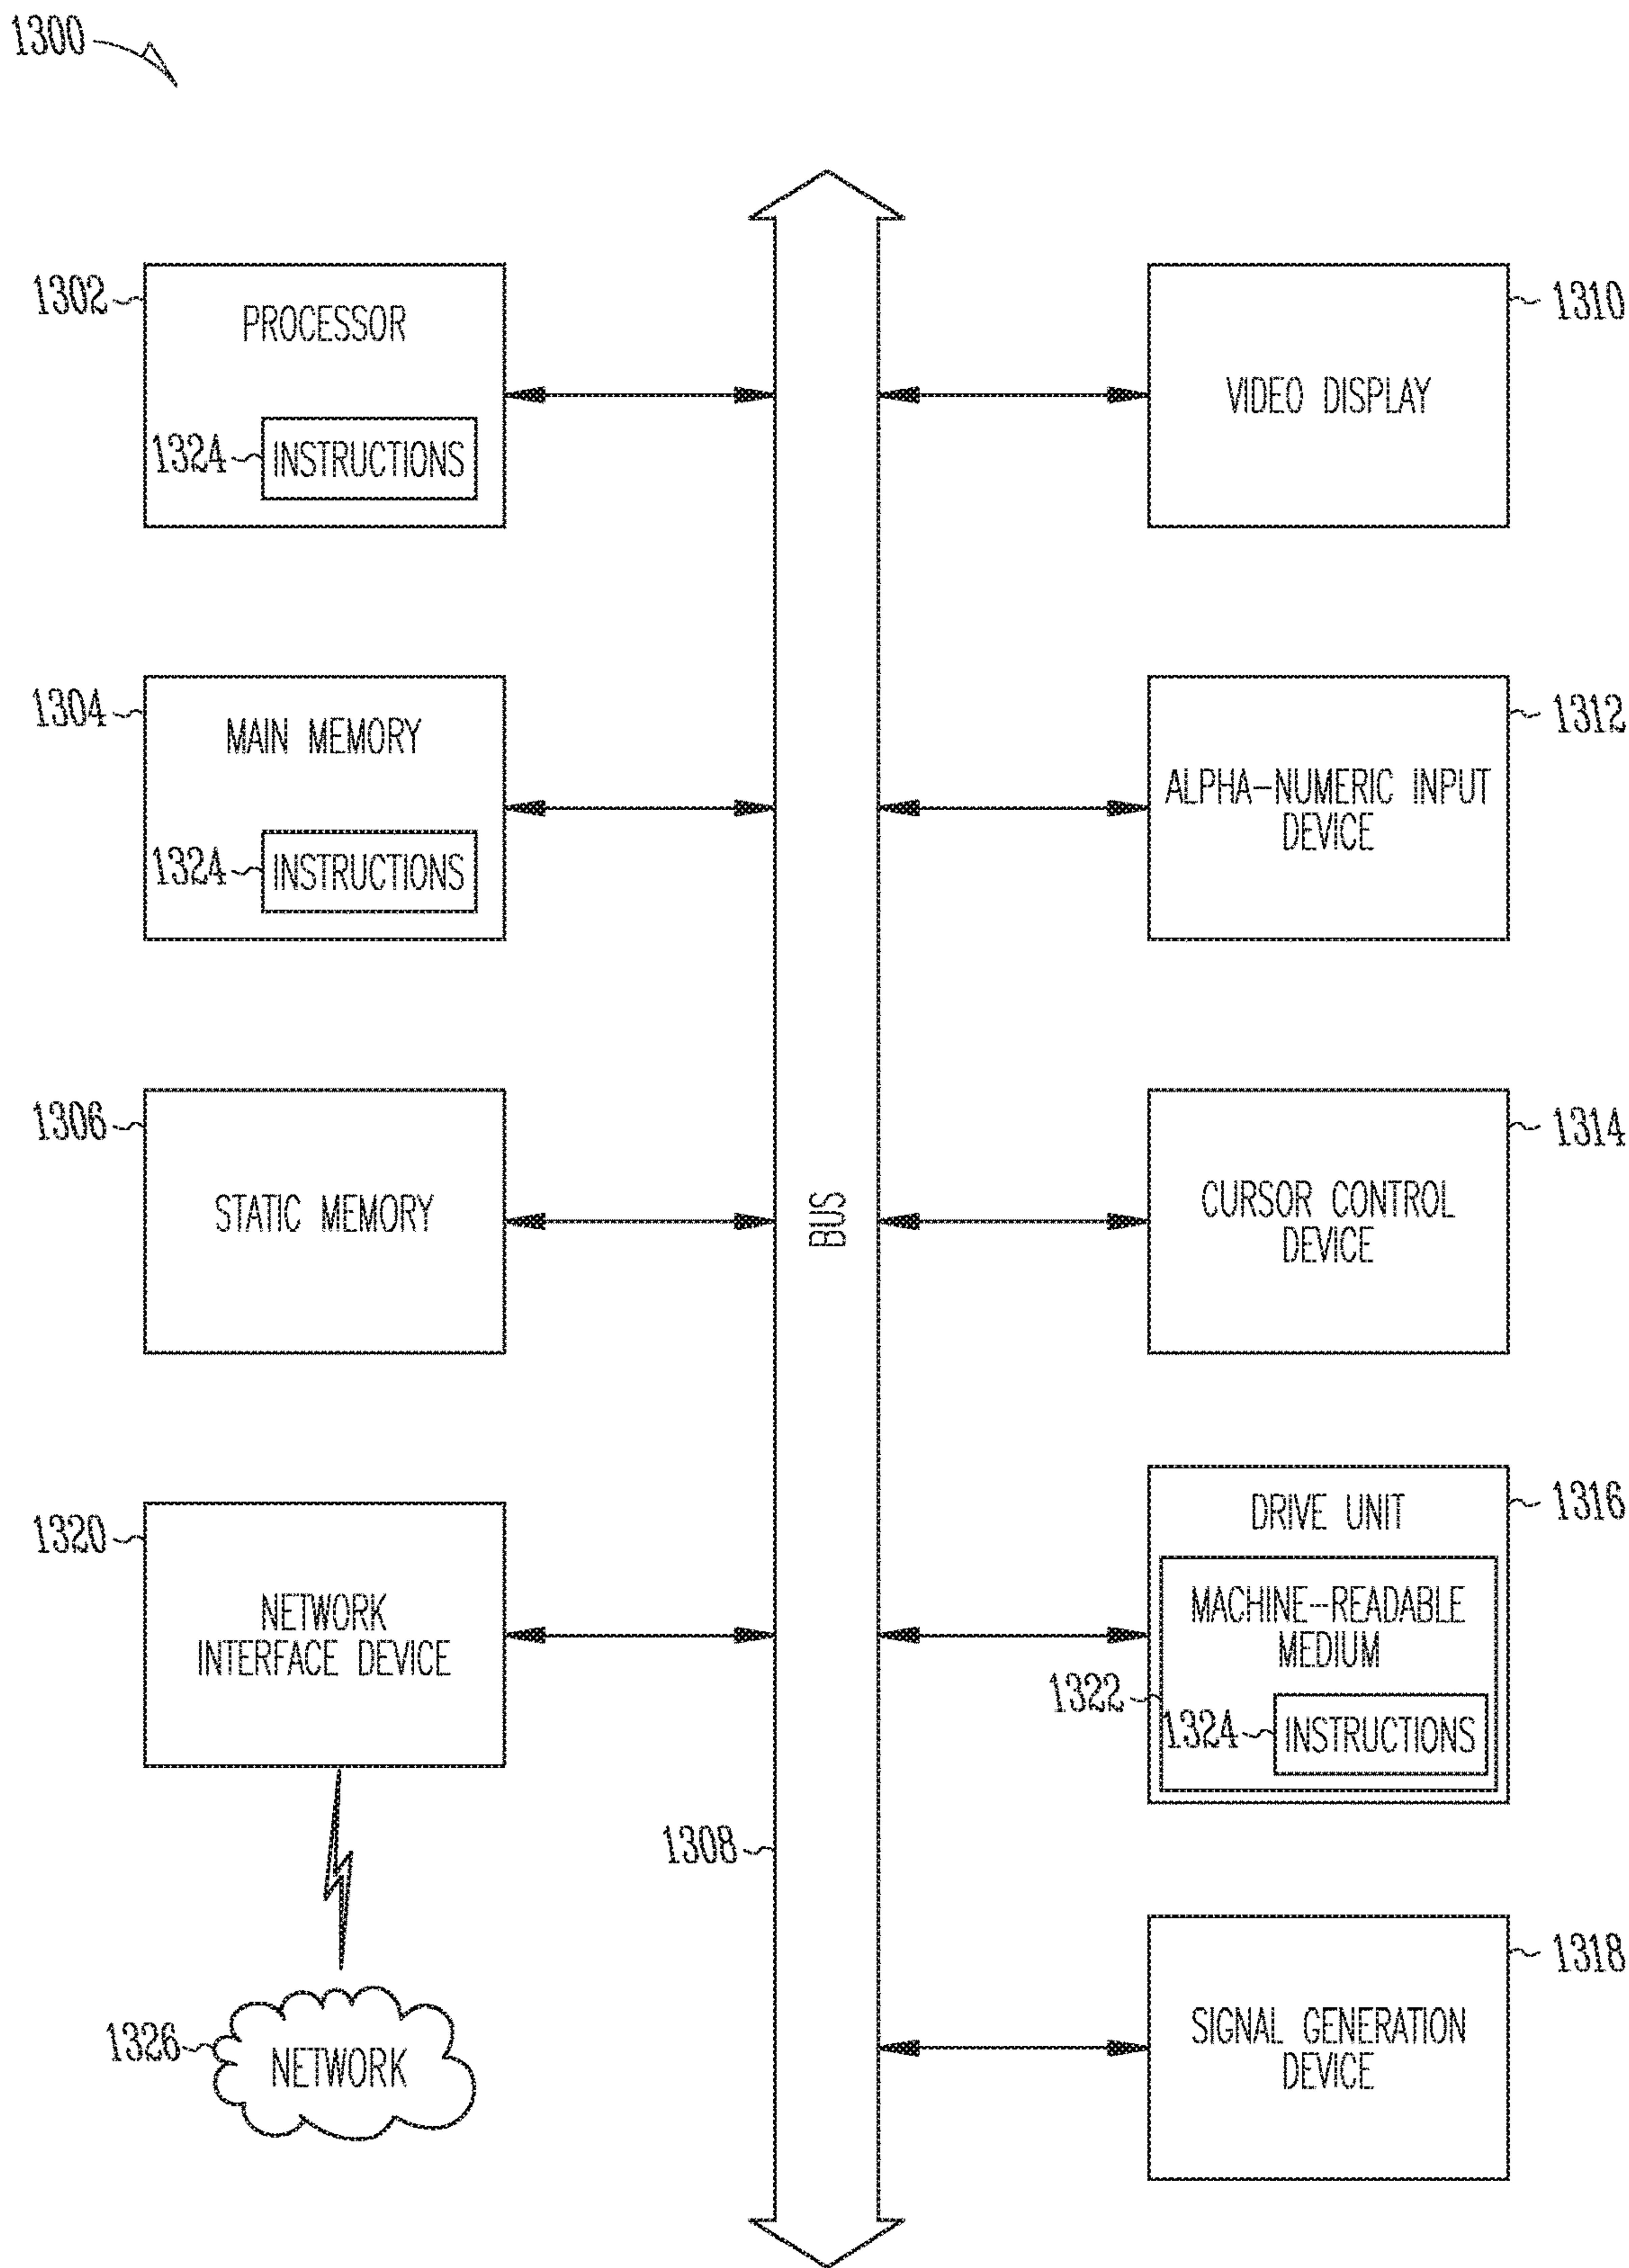 1300
1302
PROCESSOR
1324
INSTRUCTIONS
1304
MAIN MEMORY
1324
INSTRUCTIONS
1306
STATIC MEMORY
1320
NETWORK
INTERFACE DEVICE
1326
NETWORK
BUS
1308
1310
VIDEO DISPLAY
1312
ALPHA-NUMERIC INPUT
DEVICE
1314
CURSOR CONTROL
DEVICE
1316
DRIVE UNIT
MACHINE-READABLE
MEDIUM
1322
1324
INSTRUCTIONS
1318
SIGNAL GENERATION
DEVICE